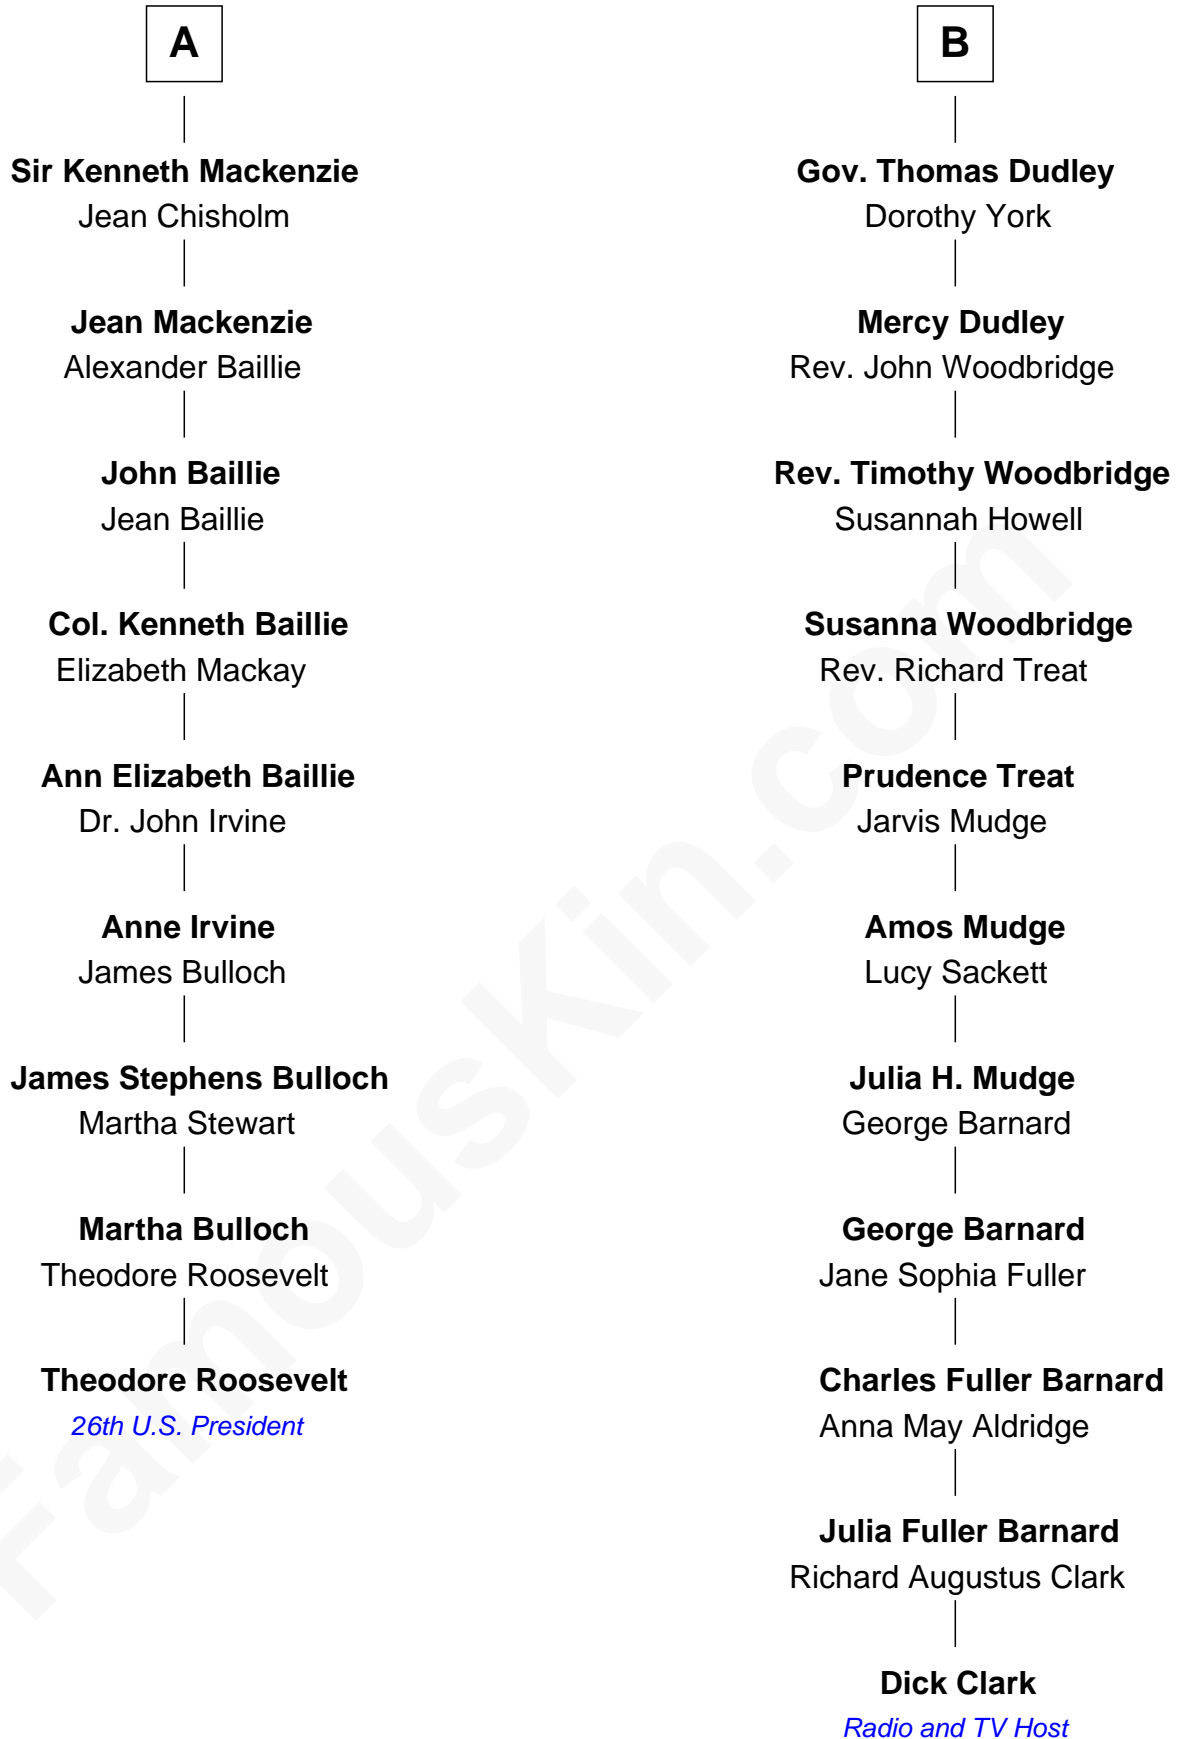 A
Sir Kenneth Mackenzie
Jean Chisholm
Jean Mackenzie
Alexander Baillie
John Baillie
Jean Baillie
Col. Kenneth Baillie
Elizabeth Mackay
Ann Elizabeth Baillie
Dr. John Irvine
Anne Irvine
James Bulloch
James Stephens Bulloch
Martha Stewart
Martha Bulloch
Theodore Roosevelt
Theodore Roosevelt
26th U.S. President
B
Gov. Thomas Dudley
Dorothy York
Mercy Dudley
Rev. John Woodbridge
Rev. Timothy Woodbridge
Susannah Howell
Susanna Woodbridge
Rev. Richard Treat
Prudence Treat
Jarvis Mudge
Amos Mudge
Lucy Sackett
Julia H. Mudge
George Barnard
George Barnard
Jane Sophia Fuller
Charles Fuller Barnard
Anna May Aldridge
Julia Fuller Barnard
Richard Augustus Clark
Dick Clark
Radio and TV Host
FamousKin.com